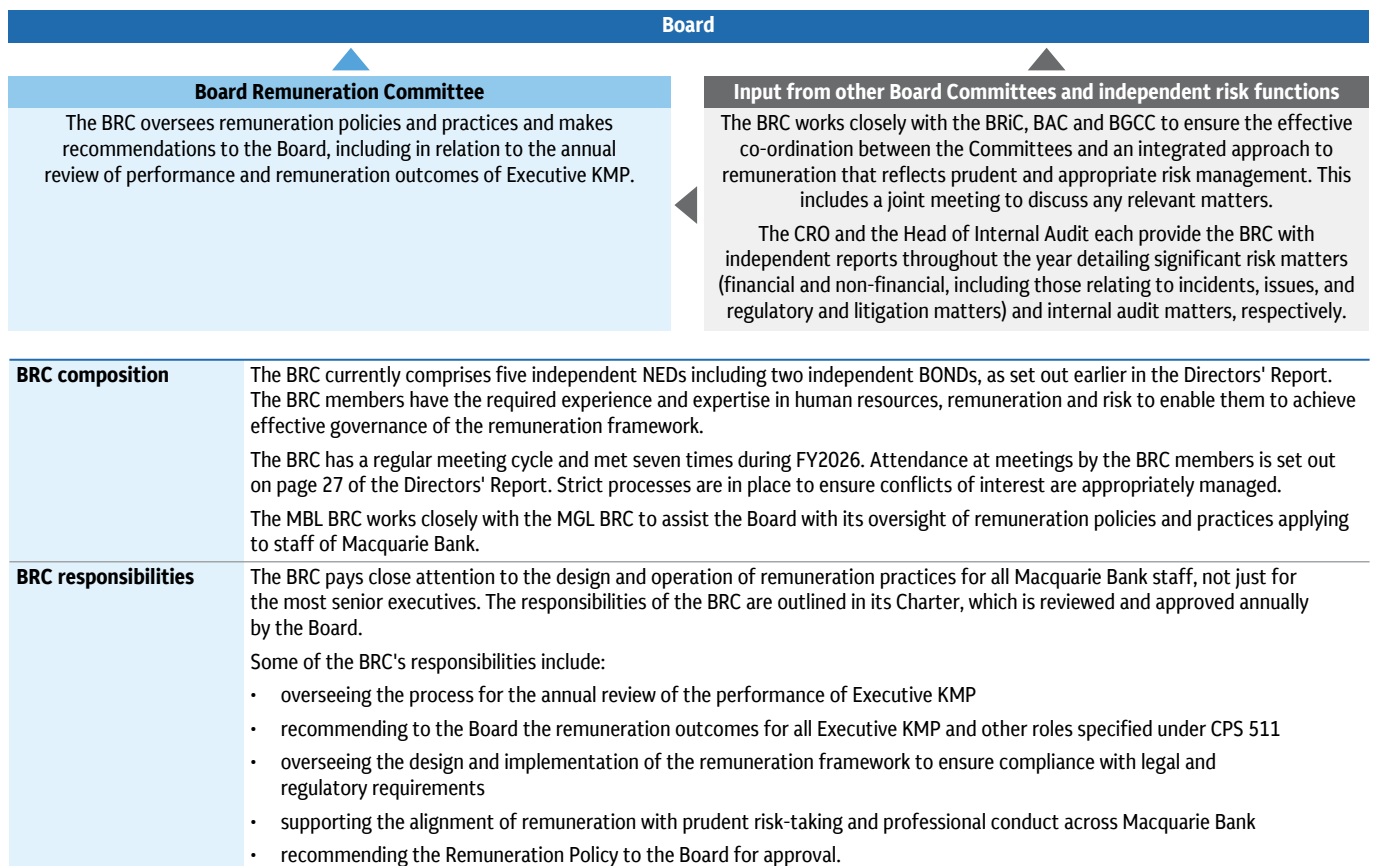 Board
Board Remuneration Committee
The BRC oversees remuneration policies and practices and makes
recommendations to the Board, including in relation to the annual
review of performance and remuneration outcomes of Executive KMP.
Input from other Board Committees and independent risk functions
The BRC works closely with the BRiC, BAC and BGCC to ensure the effective
co-ordination between the Committees and an integrated approach to
remuneration that reflects prudent and appropriate risk management. This
includes a joint meeting to discuss any relevant matters.
The CRO and the Head of Internal Audit each provide the BRC with
independent reports throughout the year detailing significant risk matters
(financial and non-financial, including those relating to incidents, issues, and
regulatory and litigation matters) and internal audit matters, respectively.
BRC composition
The BRC currently comprises five independent NEDs including two independent BONDs, as set out earlier in the Directors' Report.
The BRC members have the required experience and expertise in human resources, remuneration and risk to enable them to achieve
effective governance of the remuneration framework.
The BRC has a regular meeting cycle and met seven times during FY2026. Attendance at meetings by the BRC members is set out
on page 27 of the Directors' Report. Strict processes are in place to ensure conflicts of interest are appropriately managed.
The MBL BRC works closely with the MGL BRC to assist the Board with its oversight of remuneration policies and practices applying
to staff of Macquarie Bank.
BRC responsibilities
The BRC pays close attention to the design and operation of remuneration practices for all Macquarie Bank staff, not just for
the most senior executives. The responsibilities of the BRC are outlined in its Charter, which is reviewed and approved annually
by the Board.
Some of the BRC's responsibilities include:
• overseeing the process for the annual review of the performance of Executive KMP
• recommending to the Board the remuneration outcomes for all Executive KMP and other roles specified under CPS 511
• overseeing the design and implementation of the remuneration framework to ensure compliance with legal and
regulatory requirements
• supporting the alignment of remuneration with prudent risk-taking and professional conduct across Macquarie Bank
• recommending the Remuneration Policy to the Board for approval.